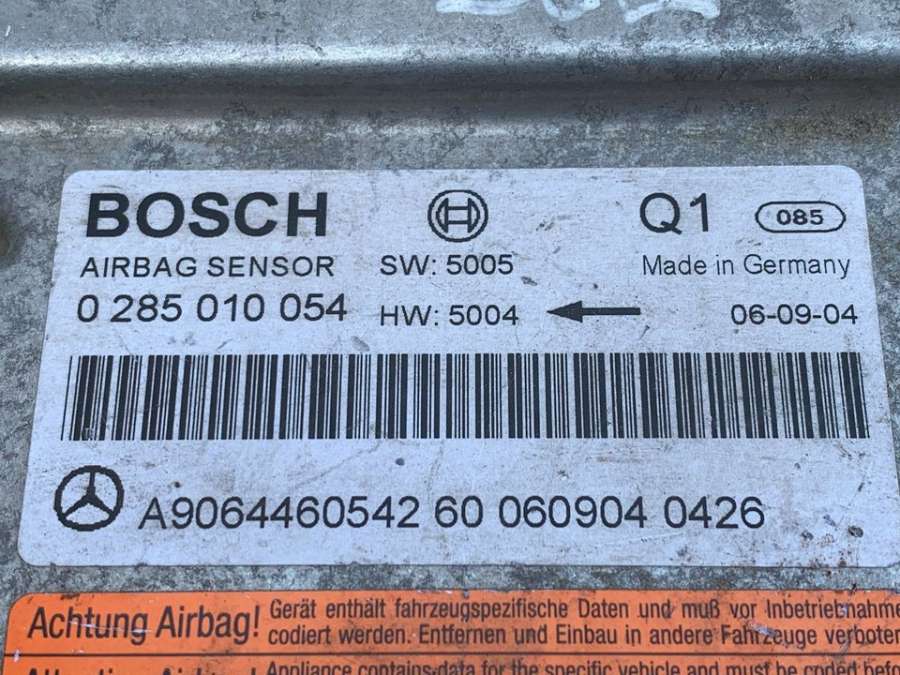 BOSCH Q1 085
AIRBAG SENSOR SW: 5005 Made in Germany
0 285 010 054 HW: 5004 06-09-04
A9064460542 60 060904 0426
Achtung Airbag! Gerät enthält fahrzeugspezifische Daten und muß vor Inbetriebnahme
codiert werden. Entfernen und Einbau in andere Fahrzeuge verboten
Appliance contains data for the specific vehicle and must be coded befo